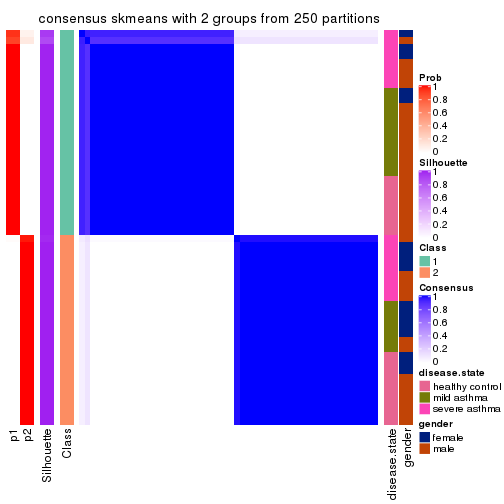 consensus skmeans with 2 groups from 250 partitions
Prob
1
0.8
0.6
0.4
0.2
0
Silhouette
1
0.8
0.6
0.4
0.2
0
Class
1
2
Consensus
1
0.8
0.6
0.4
0.2
0
disease.state
healthy control
mild asthma
severe asthma
gender
female
male
p1
p2
Silhouette
Class
disease.state
gender